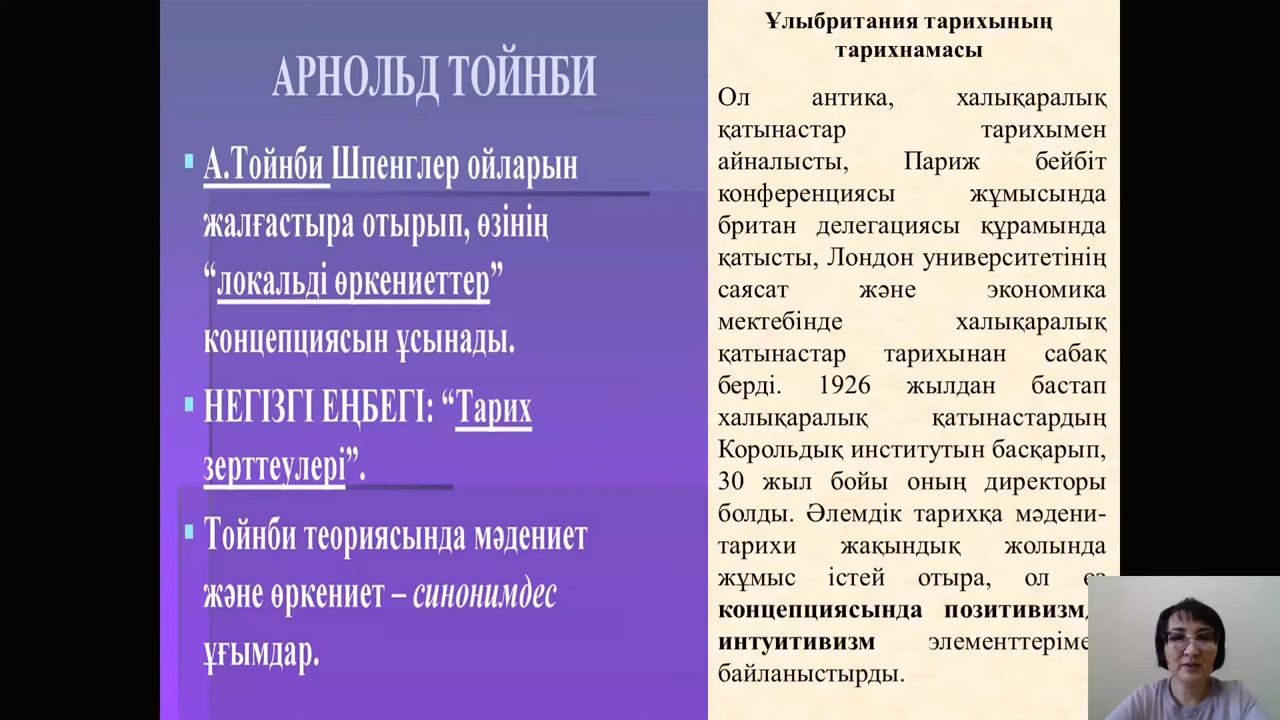 АРНОЛЬД ТОЙНБИ
А.Тойнби Шпенглер ойларын
жалғастыра отырып, өзінің
“локальді өркениеттер”
концепциясын ұсынады.
НЕГІЗГІ ЕҢБЕГІ: “Тарих
зерттеулері”.
Тойнби теориясында мәдениет
және өркениет – синонимдес
ұғымдар.
Ұлыбритания тарихының
тарихнамасы
Ол антика, халықаралық
қатынастар тарихымен
айналысты, Париж бейбіт
конференциясы жұмысында
британ делегациясы құрамында
қатысты, Лондон университетінің
саясат және экономика
мектебінде халықаралық
қатынастар тарихынан сабақ
берді. 1926 жылдан бастап
халықаралық қатынастардың
Корольдық институтын басқарып,
30 жыл бойы оның директоры
болды. Әлемдік тарихқа мәдени-
тарихи жақындық жолында
жұмыс істей отыра, ол
концепциясында
интуитивизм
байланыстырды.